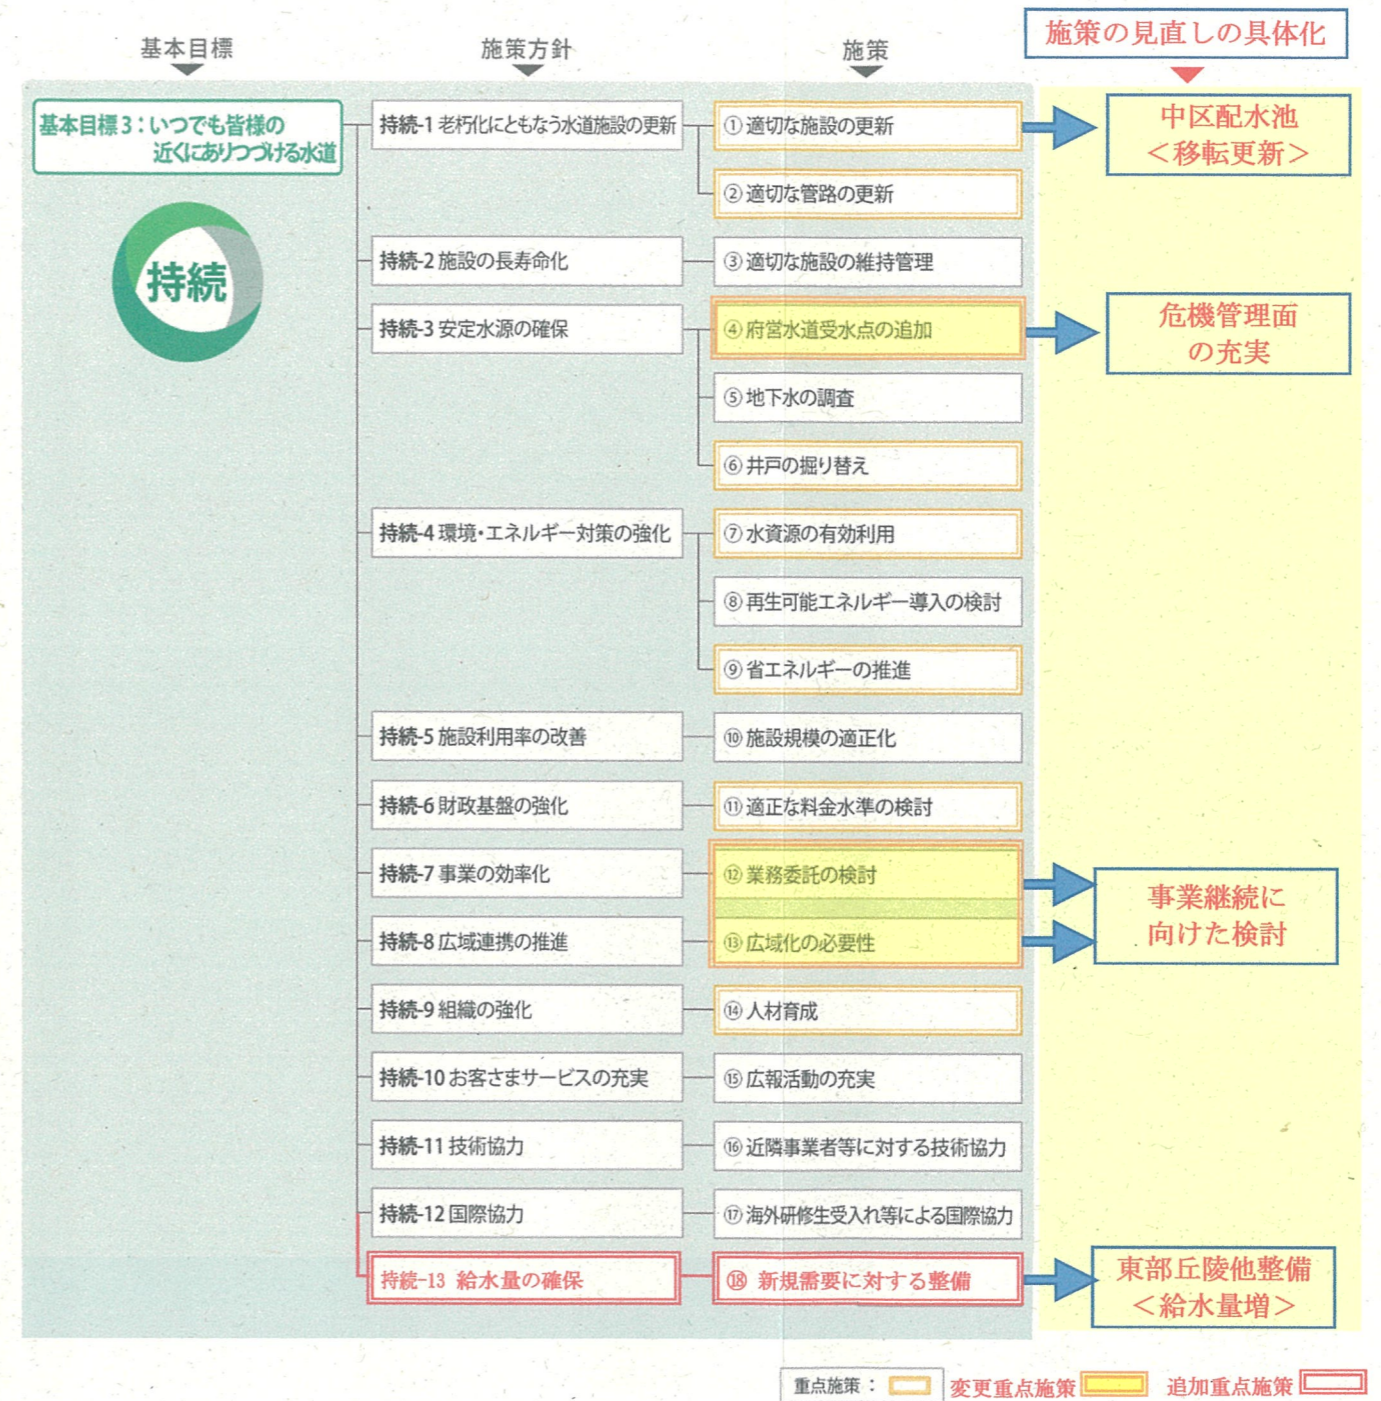 基本目標
施策方針
施策
施策の見直しの具体化
基本目標3：いつでも皆様の
近くにありつづける水道
持続
持続-1 老朽化にともなう水道施設の更新
①適切な施設の更新
中区配水池
＜移転更新＞
②適切な管路の更新
持続-2 施設の長寿命化
③適切な施設の維持管理
持続-3 安定水源の確保
④府営水道受水点の追加
危機管理面
の充実
⑤地下水の調査
⑥井戸の掘り替え
持続-4 環境・エネルギー対策の強化
⑦水資源の有効利用
⑧再生可能エネルギー導入の検討
⑨省エネルギーの推進
持続-5 施設利用率の改善
⑩施設規模の適正化
持続-6 財政基盤の強化
⑪適正な料金水準の検討
持続-7 事業の効率化
⑫業務委託の検討
事業継続に
向けた検討
持続-8 広域連携の推進
⑬広域化の必要性
持続-9 組織の強化
⑭人材育成
持続-10 お客さまサービスの充実
⑮広報活動の充実
持続-11 技術協力
⑯近隣事業者等に対する技術協力
持続-12 国際協力
⑰海外研修生受入れ等による国際協力
持続-13 給水量の確保
⑱ 新規需要に対する整備
東部丘陵他整備
＜給水量増＞
重点施策：
変更重点施策
追加重点施策